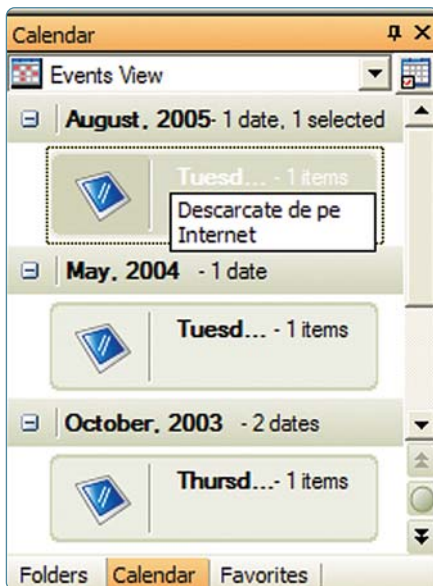 Calendar
Events View
August, 2005- 1 date, 1 selected
Tuesd... - 1 items
Descarcate de pe
Internet
May, 2004 - 1 date
Tuesd... - 1 items
October, 2003 - 2 dates
Thursd...- 1 items
Folders Calendar Favorites